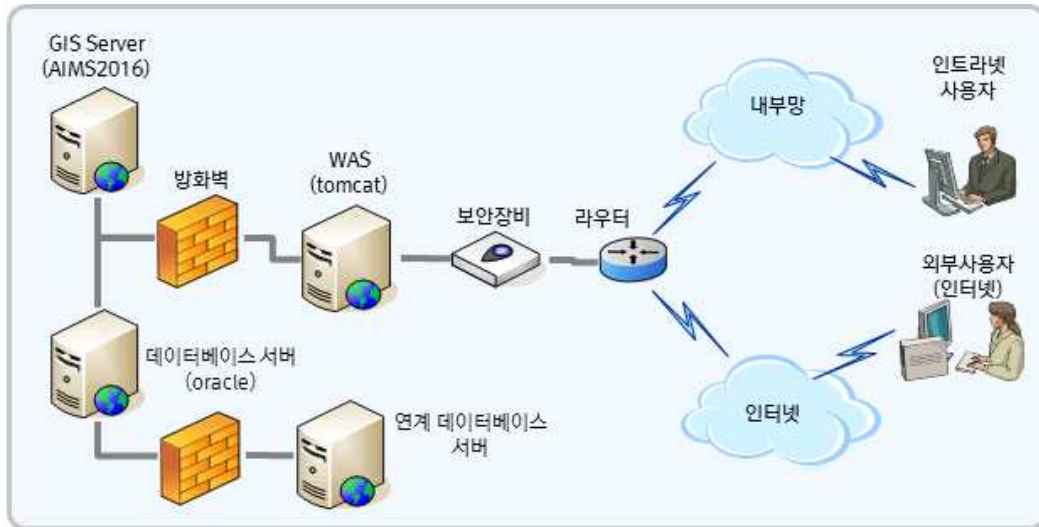 GIS Server
(AIMS2016)
방화벽
WAS
(tomcat)
보안장비
라우터
내부망
인트라넷
사용자
외부사용자
(인터넷)
데이터베이스 서버
(oracle)
연계 데이터베이스
서버
인터넷